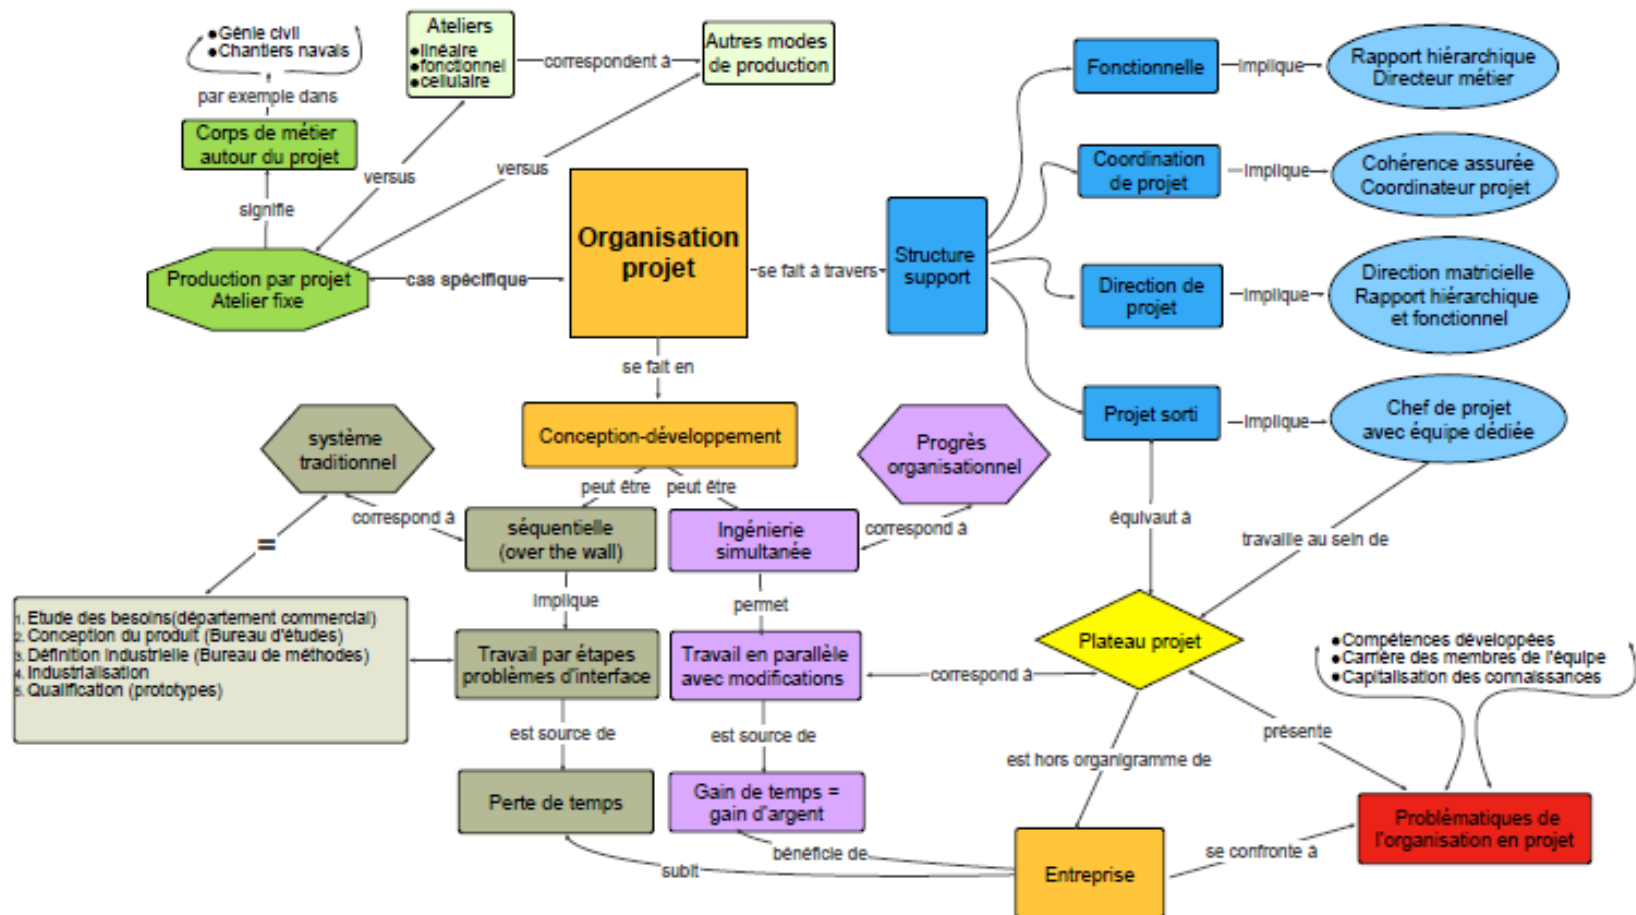 ●Génie civil
●Chantiers navals
par exemple dans
Corps de métier
autour du projet
signifie
Production par projet
Atelier fixe
Ateliers
●linéaire
●fonctionnel
●cellulaire
correspondent à
Autres modes
de production
versus
versus
cas spécifique
Organisation
projet
se fait à travers
Structure
support
Fonctionnelle
Implique
Rapport hiérarchique
Directeur métier
Coordination
de projet
Implique
Cohérence assurée
Coordinateur projet
Direction de
projet
Implique
Direction matricielle
Rapport hiérarchique
et fonctionnel
Projet sorti
Implique
Chef de projet
avec équipe dédiée
se fait en
Conception-développement
système
traditionnel
Progrès
organisationnel
peut être
peut être
correspond à
séquentielle
(over the wall)
Ingénierie
simultanée
correspond à
équivaut à
travaille au sein de
=
Implique
permet
1. Etude des besoins(département commercial)
2. Conception du produit (Bureau d'études)
3. Définition Industrielle (Bureau de méthodes)
4. Industrialisation
5. Qualification (prototypes)
Travail par étapes
problèmes d'interface
Travail en parallèle
avec modifications
correspond à
Plateau projet
●Compétences développées
●Carrière des membres de l'équipe
●Capitalisation des connaissances
est source de
est source de
est hors organigramme de
présente
Perte de temps
Gain de temps =
gain d'argent
Problématiques de
l'organisation en projet
bénéficie de
subit
Entreprise
se confronte à